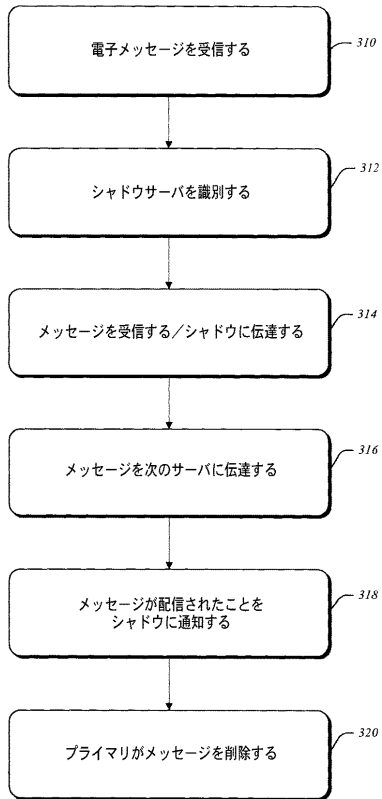 電子メッセージを受信する
310
シャドウサーバを識別する
312
メッセージを受信する／シャドウに伝達する
314
メッセージを次のサーバに伝達する
316
メッセージが配信されたことを
シャドウに通知する
318
プライマリがメッセージを削除する
320